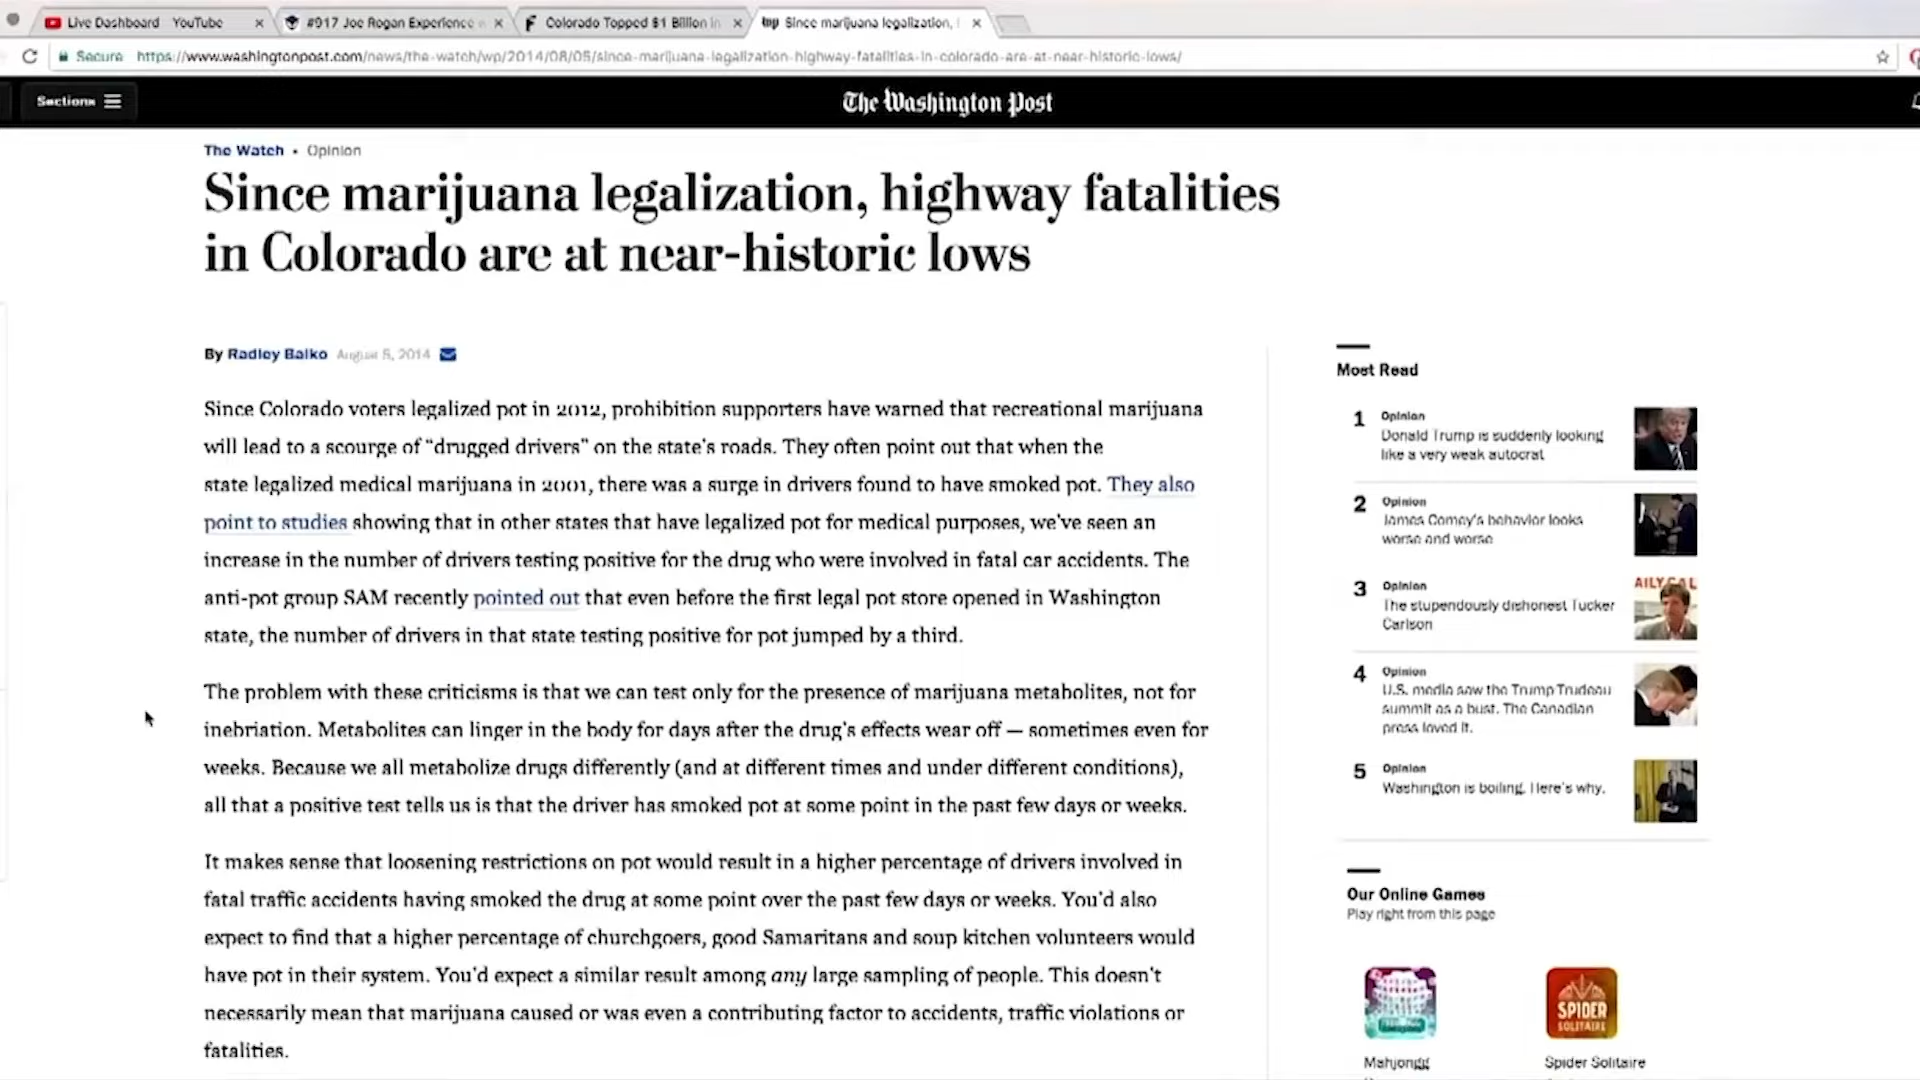 Live Dashboard YouTube
#917 Joe Rogan Experience
Colorado Topped $1 Billion in
wp Since marijuana legalization,
Secure https://www.washingtonpost.com/news/the-watch/wp/2014/08/05/since-marijuana-legalization-highway-fatalities-in-colorado-are-at-near-historic-lows/
Sections
The Washington Post
The Watch • Opinion
Since marijuana legalization, highway fatalities
in Colorado are at near-historic lows
By Radley Balko August 5, 2014
Since Colorado voters legalized pot in 2012, prohibition supporters have warned that recreational marijuana
will lead to a scourge of “drugged drivers” on the state’s roads. They often point out that when the
state legalized medical marijuana in 2001, there was a surge in drivers found to have smoked pot. They also
point to studies showing that in other states that have legalized pot for medical purposes, we’ve seen an
increase in the number of drivers testing positive for the drug who were involved in fatal car accidents. The
anti-pot group SAM recently pointed out that even before the first legal pot store opened in Washington
state, the number of drivers in that state testing positive for pot jumped by a third.
The problem with these criticisms is that we can test only for the presence of marijuana metabolites, not for
inebriation. Metabolites can linger in the body for days after the drug’s effects wear off — sometimes even for
weeks. Because we all metabolize drugs differently (and at different times and under different conditions),
all that a positive test tells us is that the driver has smoked pot at some point in the past few days or weeks.
It makes sense that loosening restrictions on pot would result in a higher percentage of drivers involved in
fatal traffic accidents having smoked the drug at some point over the past few days or weeks. You’d also
expect to find that a higher percentage of churchgoers, good Samaritans and soup kitchen volunteers would
have pot in their system. You’d expect a similar result among any large sampling of people. This doesn’t
necessarily mean that marijuana caused or was even a contributing factor to accidents, traffic violations or
fatalities.
Most Read
1 Opinion
Donald Trump is suddenly looking
like a very weak autocrat
2 Opinion
James Comey's behavior looks
worse and worse
AILY CAL
3 Opinion
The stupendously dishonest Tucker
Carlson
4 Opinion
U.S. media saw the Trump Trudeau
summit as a bust. The Canadian
press loved it.
5 Opinion
Washington is boiling. Here's why.
Our Online Games
Play right from this page
SPIDER
SOLITAIRE
Mahjongg
Spider Solitaire